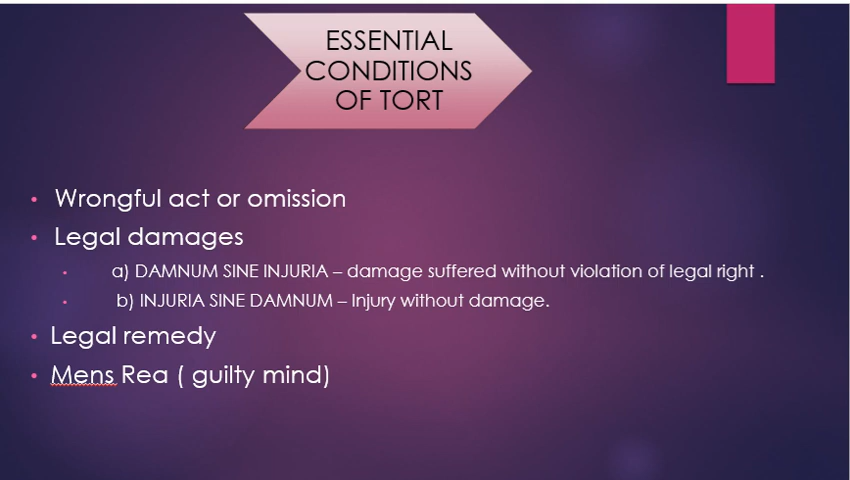 ESSENTIAL
CONDITIONS
OF TORT
• Wrongful act or omission
• Legal damages
• a) DAMNUM SINE INJURIA – damage suffered without violation of legal right .
• b) INJURIA SINE DAMNUM – Injury without damage.
• Legal remedy
• Mens Rea ( guilty mind)